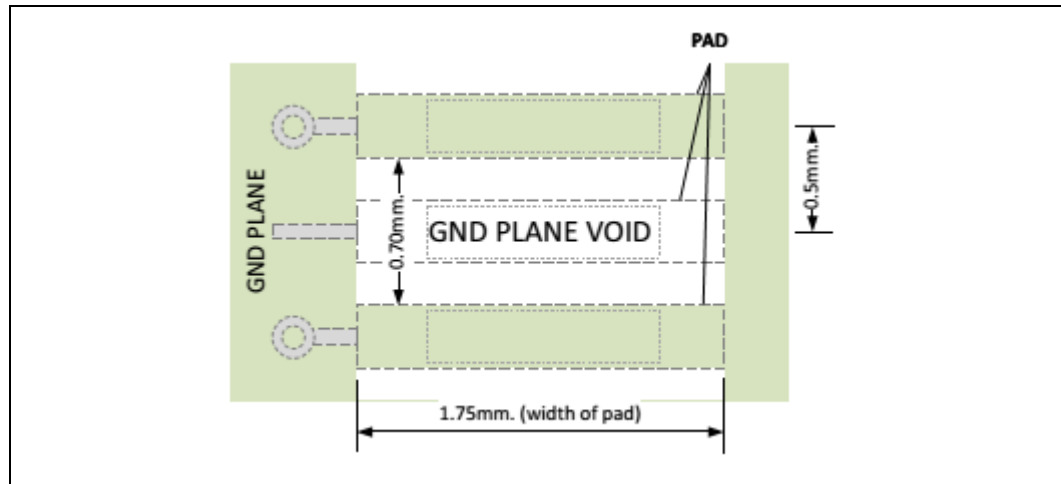 PAD
GND PLANE
0.70mm.
GND PLANE VOID
0.5mm.
1.75mm. (width of pad)